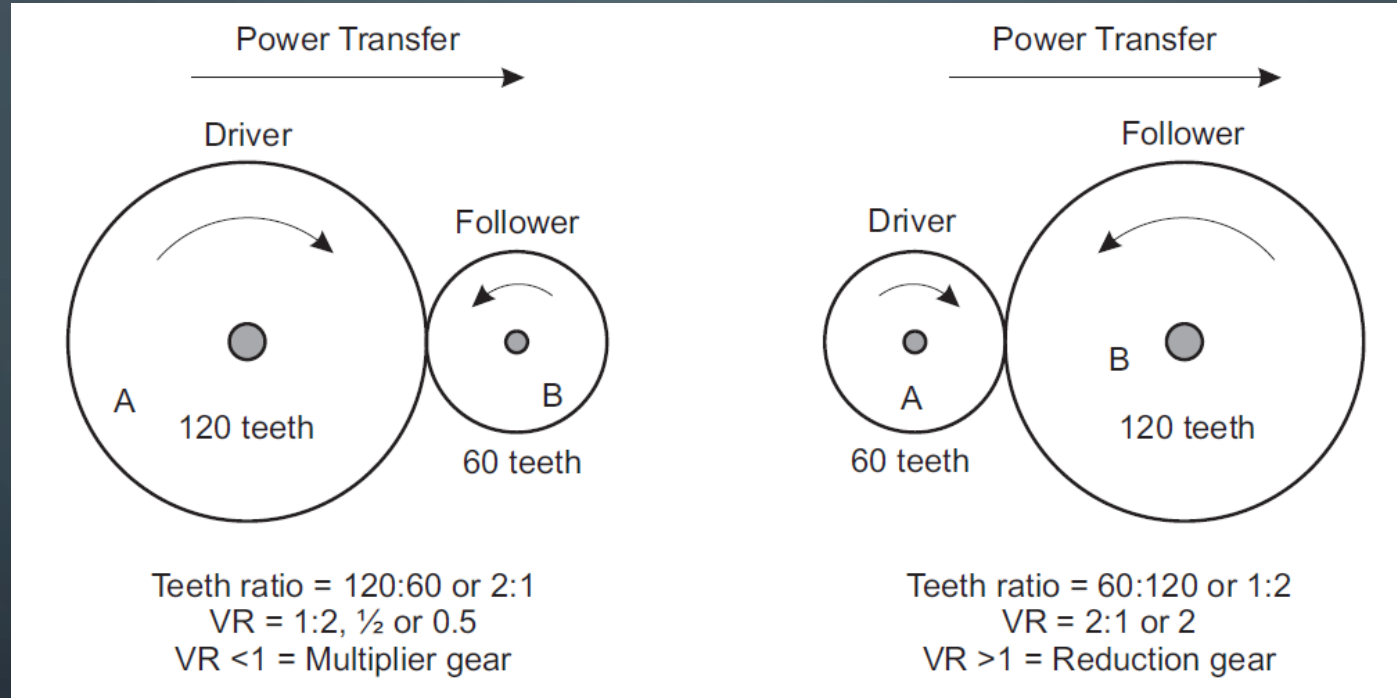 Power Transfer
Driver
Follower
A
120 teeth
B
60 teeth
Teeth ratio = 120:60 or 2:1
VR = 1:2, ½ or 0.5
VR <1 = Multiplier gear
Power Transfer
Follower
Driver
A
60 teeth
B
120 teeth
Teeth ratio = 60:120 or 1:2
VR = 2:1 or 2
VR >1 = Reduction gear